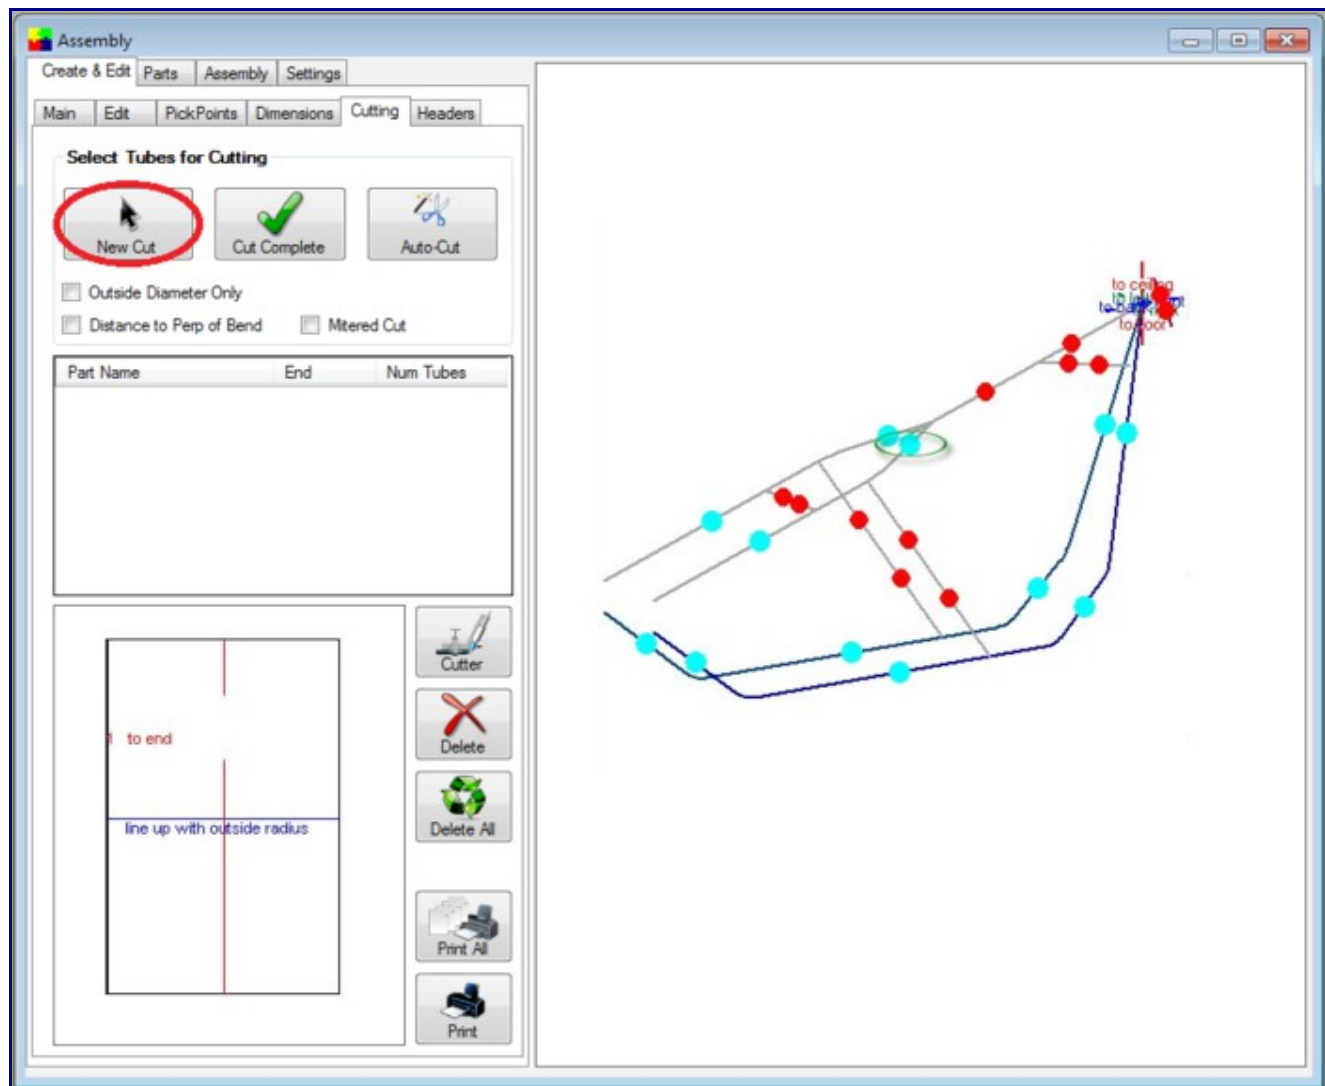 Assembly
Create & Edit Parts Assembly Settings
Main Edit PickPoints Dimensions Cutting Headers
Select Tubes for Cutting
New Cut Cut Complete Auto-Cut
Outside Diameter Only
Distance to Perp of Bend Mitered Cut
Part Name End Num Tubes
to end
line up with outside radius
Cutter
Delete
Delete All
Print All
Print
to ceiling